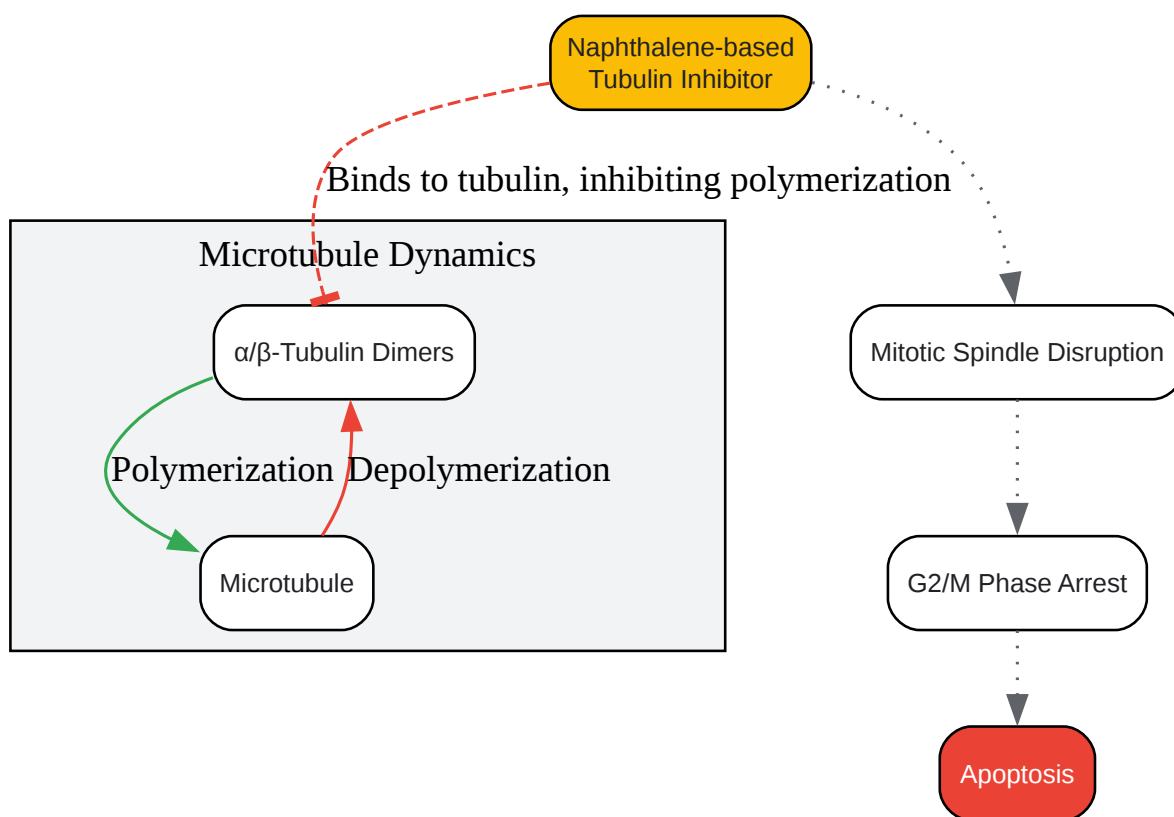 Naphthalene-based
Tubulin Inhibitor
Binds to tubulin, inhibiting polymerization
Microtubule Dynamics
α/β-Tubulin Dimers
Mitotic Spindle Disruption
Polymerization
Depolymerization
Microtubule
G2/M Phase Arrest
Apoptosis